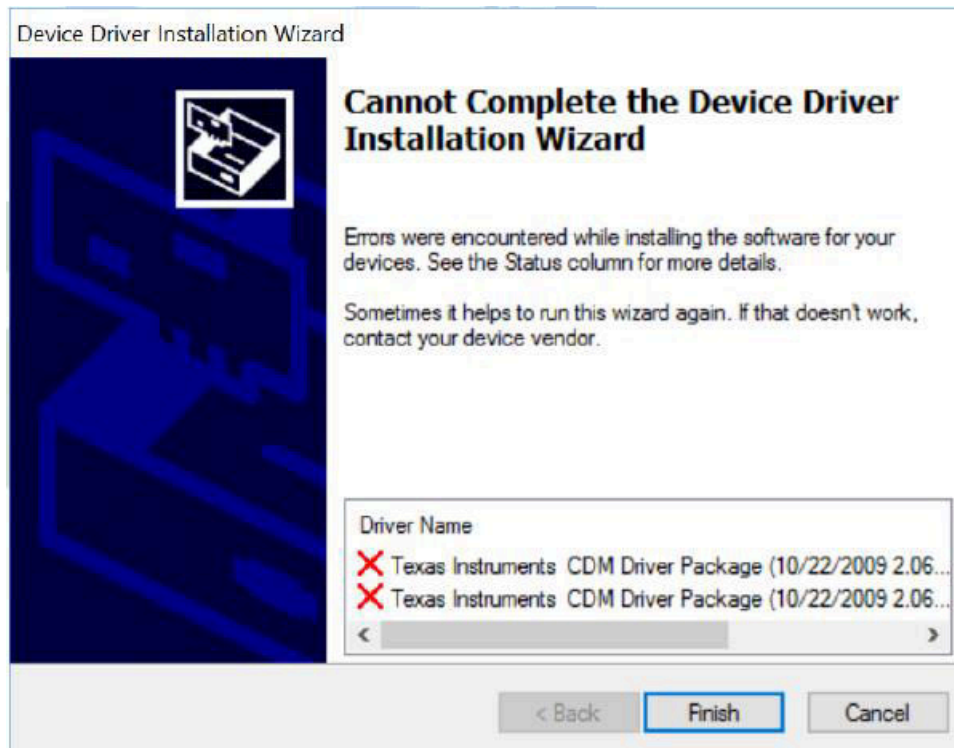 Device Driver Installation Wizard
Cannot Complete the Device Driver
Installation Wizard
Errors were encountered while installing the software for your
devices. See the Status column for more details.
Sometimes it helps to run this wizard again. If that doesn't work,
contact your device vendor.
Driver Name
Texas Instruments CDM Driver Package (10/22/2009 2.06...
Texas Instruments CDM Driver Package (10/22/2009 2.06...
< Back Finish Cancel